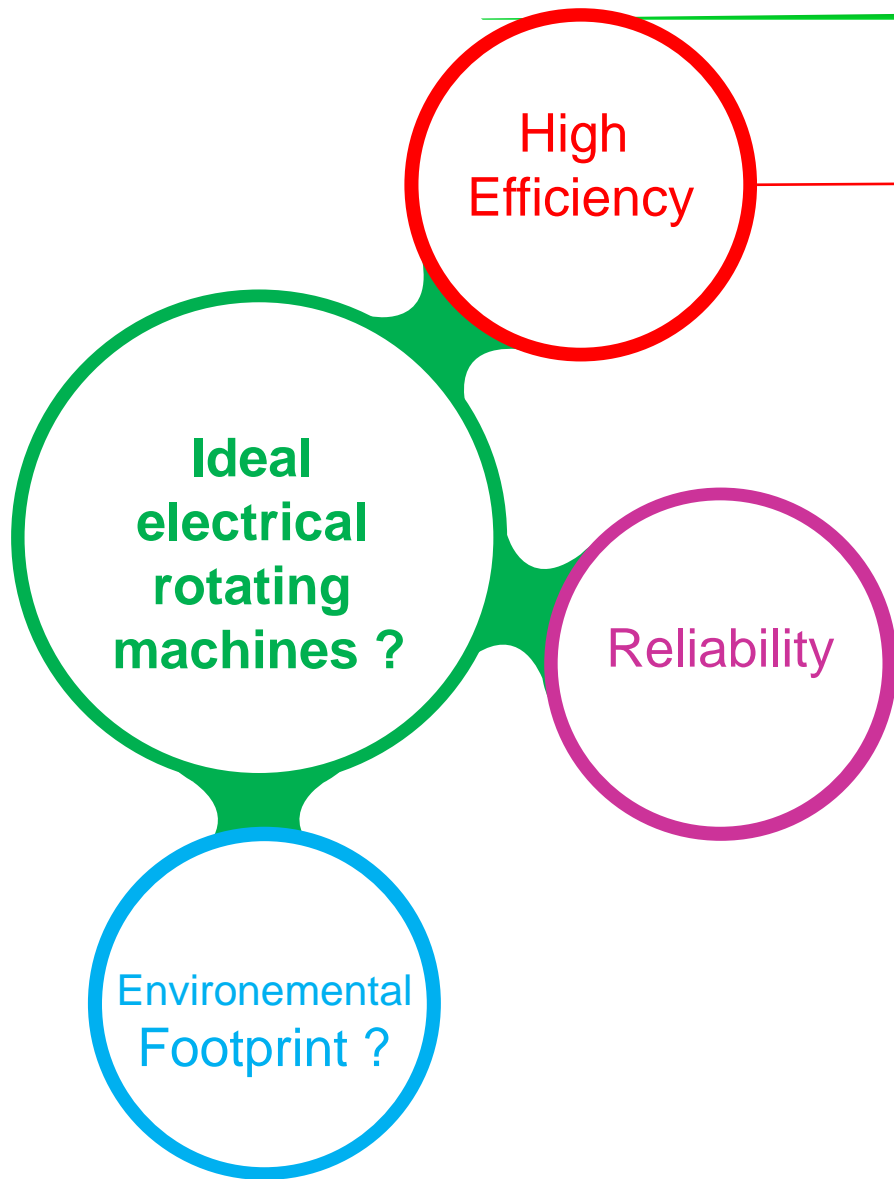 High
Efficiency
Ideal
electrical
rotating
machines ?
Reliability
Environemental
Footprint ?